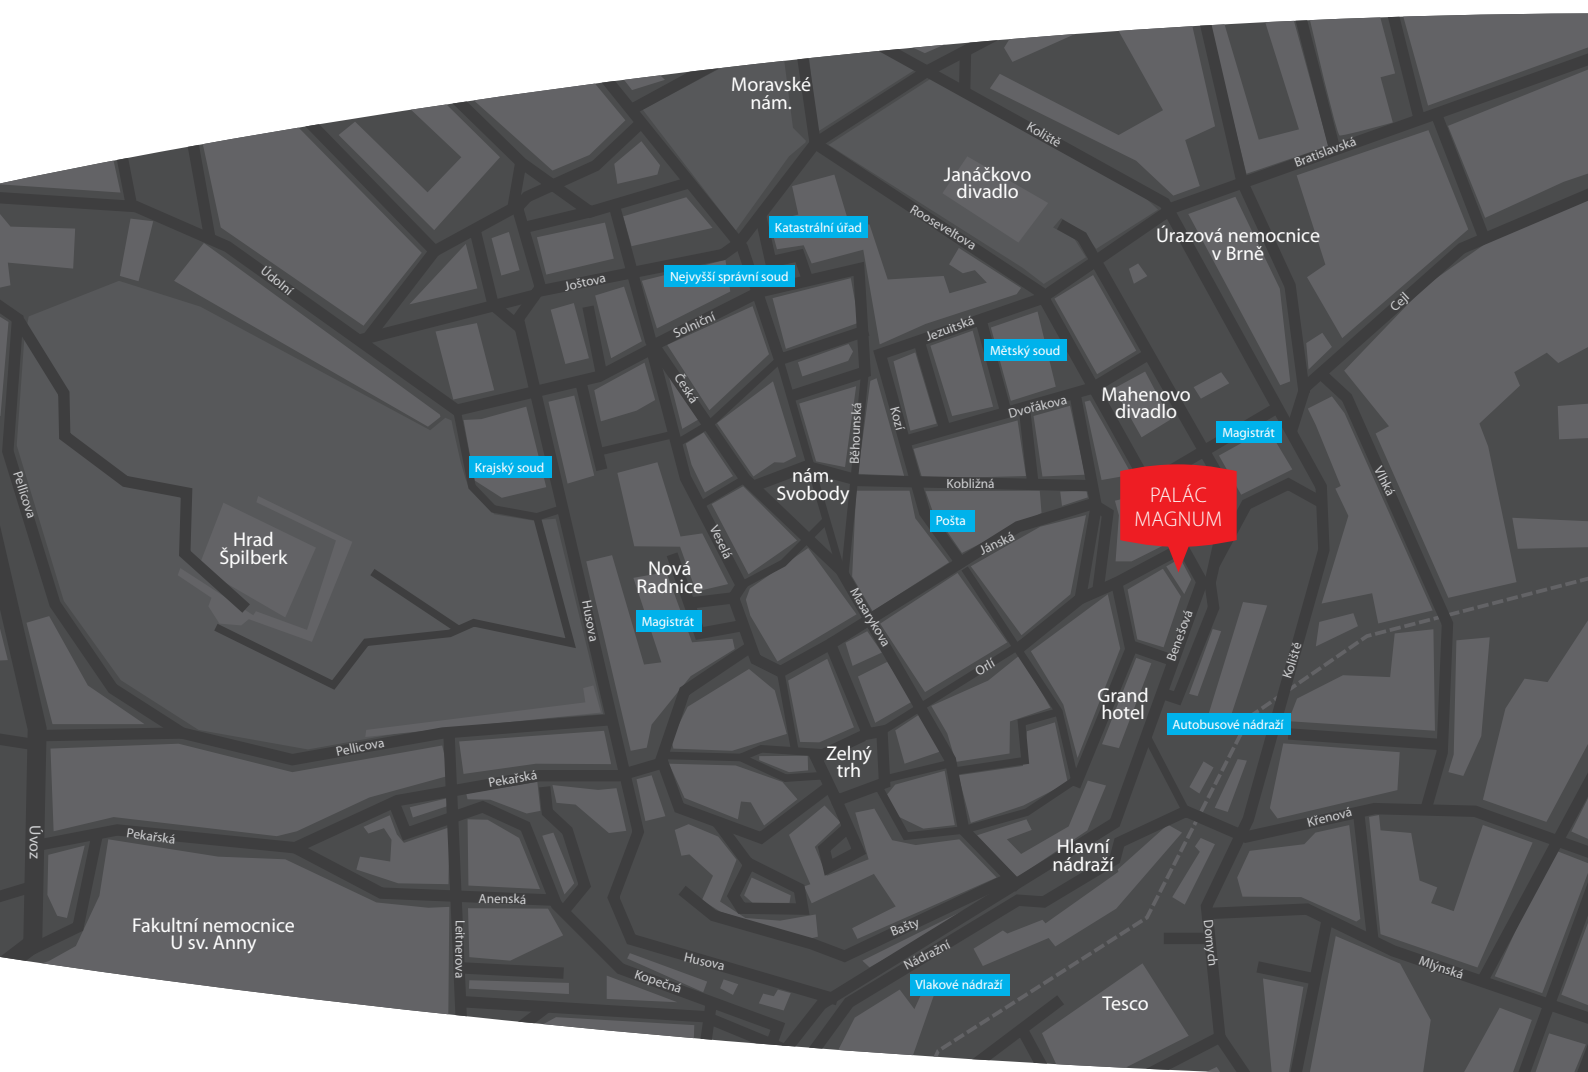 Moravské
nám.
Koliště
Bratislavská
Janáčkovo
divadlo
Katastrální úřad
Rooseveltova
Úrazová nemocnice
v Brně
Údolní
Joštova
Nejvyšší správní soud
Cejl
Solniční
Jezuitská
Mětský soud
Česká
Mahenovo
divadlo
Dvořákova
Běhounská
Kozí
Magistrát
Krajský soud
Pellicova
nám.
Svobody
Kobližná
Vlhká
PALÁC
MAGNUM
Pošta
Hrad
Špilberk
Veselá
Jánská
Nová
Radnice
Magistrát
Husova
Masarykova
Benešová
Orlí
Koliště
Grand
hotel
Autobusové nádraží
Pellicova
Zelný
trh
Pekařská
Křenová
Úvoz
Pekařská
Hlavní
nádraží
Anenská
Fakultní nemocnice
U sv. Anny
Leitnerova
Bašty
Nádražní
Dornych
Husova
Kopečná
Vlakové nádraží
Mlýnská
Tesco